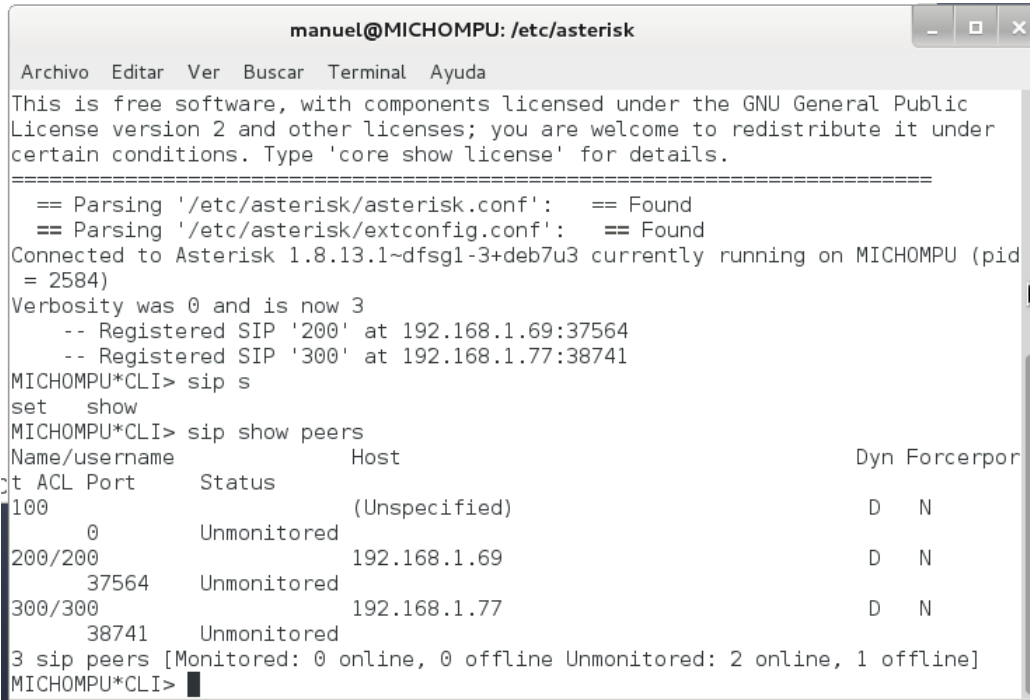 manuel@MICHOMPU: /etc/asterisk
Archivo Editar Ver Buscar Terminal Ayuda
This is free software, with components licensed under the GNU General Public
License version 2 and other licenses; you are welcome to redistribute it under
certain conditions. Type 'core show license' for details.
=========================================================================
  == Parsing '/etc/asterisk/asterisk.conf':   == Found
  == Parsing '/etc/asterisk/extconfig.conf':   == Found
Connected to Asterisk 1.8.13.1~dfsg1-3+deb7u3 currently running on MICHOMPU (pid
 = 2584)
Verbosity was 0 and is now 3
    -- Registered SIP '200' at 192.168.1.69:37564
    -- Registered SIP '300' at 192.168.1.77:38741
MICHOMPU*CLI> sip s
set   show
MICHOMPU*CLI> sip show peers
Name/username              Host                                    Dyn Forcerpor
t ACL Port     Status
100                        (Unspecified)                            D   N
      0        Unmonitored
200/200                    192.168.1.69                             D   N
      37564    Unmonitored
300/300                    192.168.1.77                             D   N
      38741    Unmonitored
3 sip peers [Monitored: 0 online, 0 offline Unmonitored: 2 online, 1 offline]
MICHOMPU*CLI>